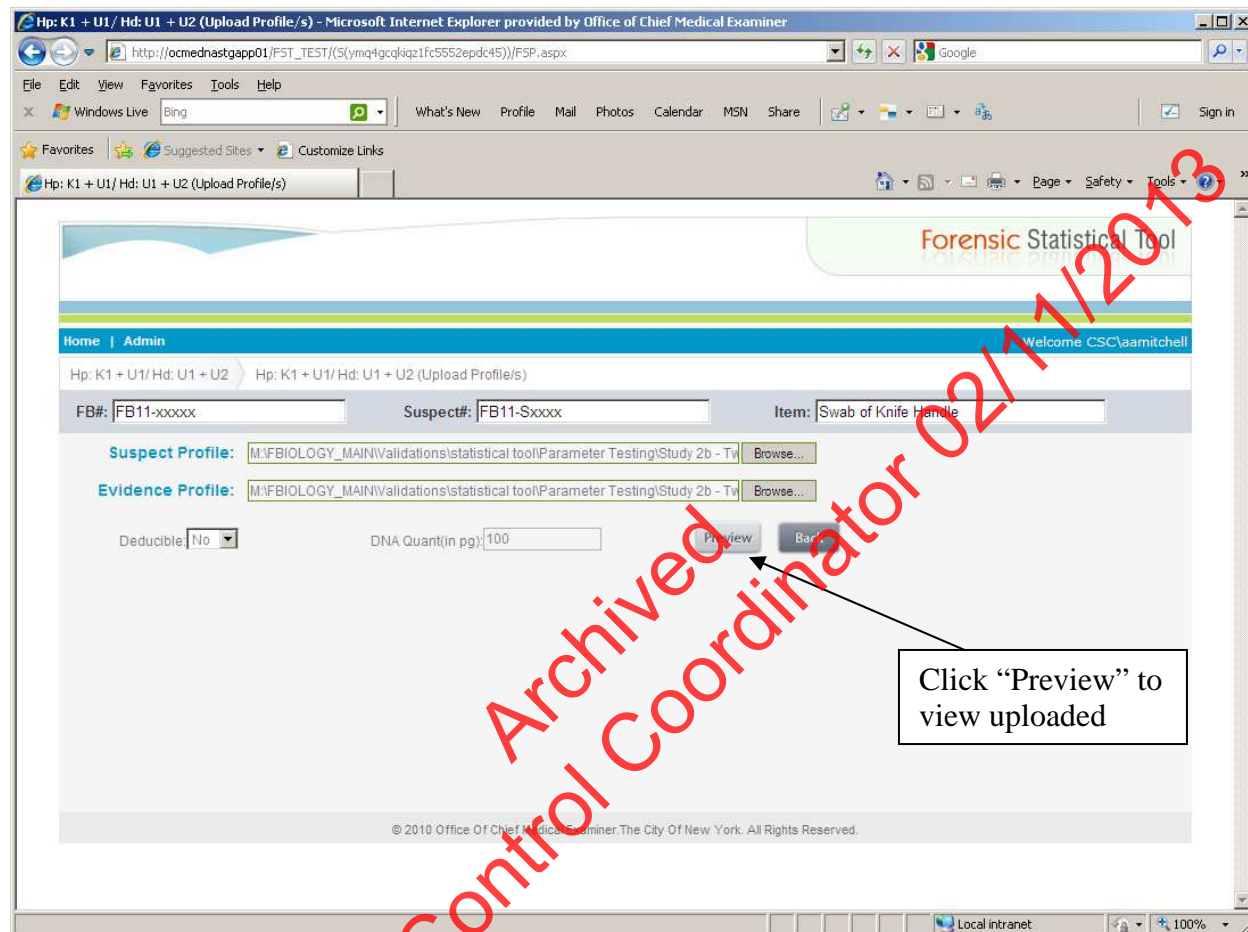 Hp: K1 + U1/ Hd: U1 + U2 (Upload Profile/s) - Microsoft Internet Explorer provided by Office of Chief Medical Examiner
http://ocmednastgapp01/FST_TEST/(S(ymq4gcqkiqz1fc5552epdc45))/FSP.aspx
Google
File Edit View Favorites Tools Help
x Windows Live Bing What's New Profile Mail Photos Calendar MSN Share Sign in
Favorites Suggested Sites Customize Links
Hp: K1 + U1/ Hd: U1 + U2 (Upload Profile/s) Page Safety Tools »
Forensic Statistical Tool
Home | Admin Welcome CSC\aamitchell
Hp: K1 + U1/ Hd: U1 + U2 Hp: K1 + U1/ Hd: U1 + U2 (Upload Profile/s)
FB#: FB11-xxxxx Suspect#: FB11-Sxxxx Item: Swab of Knife Handle
Suspect Profile: M:\FBIOLOGY_MAIN\Validations\statistical tool\Parameter Testing\Study 2b - Tw Browse...
Evidence Profile: M:\FBIOLOGY_MAIN\Validations\statistical tool\Parameter Testing\Study 2b - Tw Browse...
Deducible: No DNA Quant(in pg): 100 Preview Back
Click “Preview” to
view uploaded
© 2010 Office Of Chief Medical Examiner.The City Of New York. All Rights Reserved.
Local intranet 100%
Archived
Control Coordinator 02/11/2013